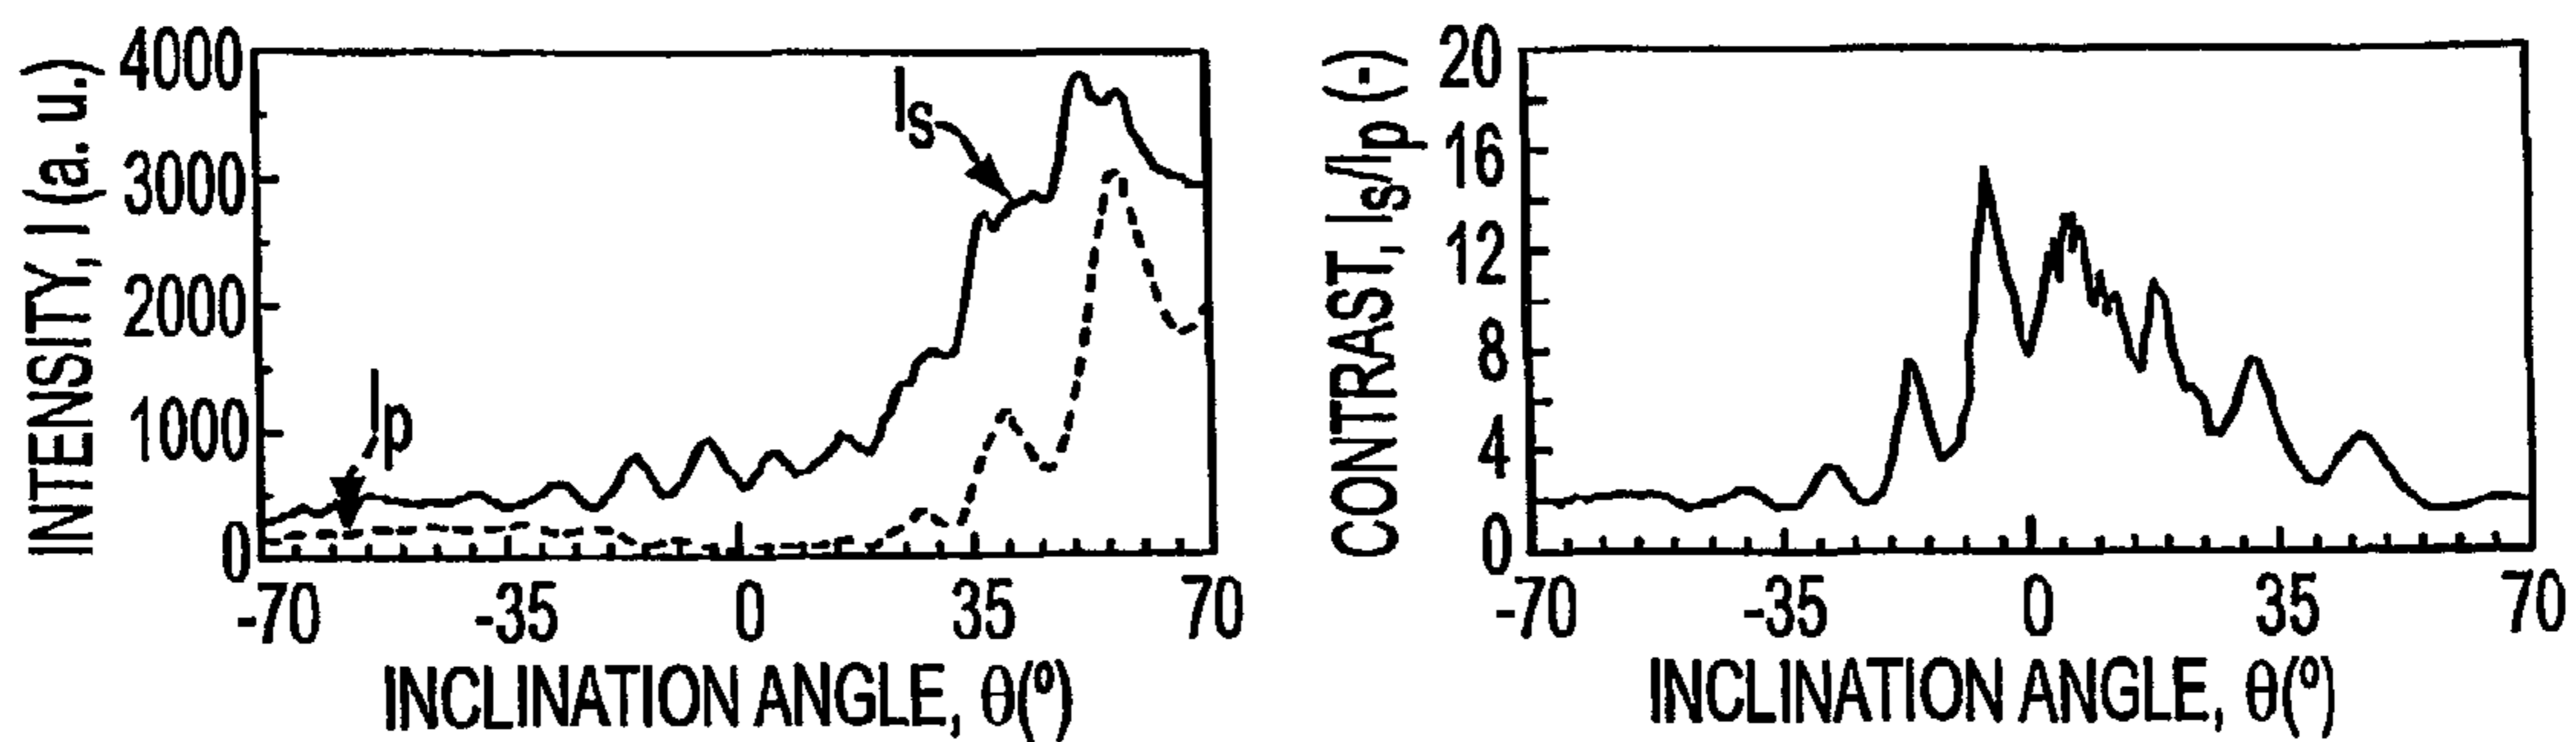 INTENSITY, I (a. u.)
4000
3000
2000
1000
0
Is
Ip
-70 -35 0 35 70
INCLINATION ANGLE, θ(º)
CONTRAST, Is/Ip (-)
20
16
12
8
4
0
-70 -35 0 35 70
INCLINATION ANGLE, θ(º)